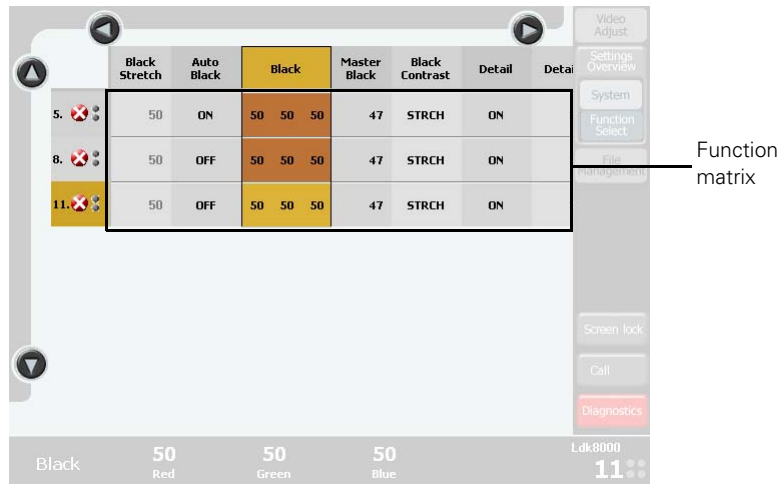 Video
Adjust
Settings
Overview
System
Function
Select
File
Management
Black
Stretch
Auto
Black
Black
Master
Black
Black
Contrast
Detail
Detai
5. 50 ON 50 50 50 47 STRCH ON
8. 50 OFF 50 50 50 47 STRCH ON
11. 50 OFF 50 50 50 47 STRCH ON
Function
matrix
Screen lock
Call
Diagnostics
Black
50
Red
50
Green
50
Blue
Ldk8000
11